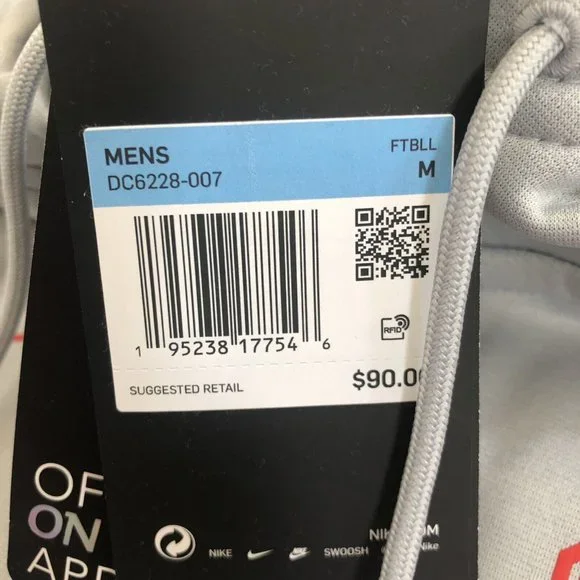 MENS
FTBLL
DC6228-007
M
RFID
1 95238 17754 6
SUGGESTED RETAIL
$90.0
OF
ON
APP
NIKE SWOOSH